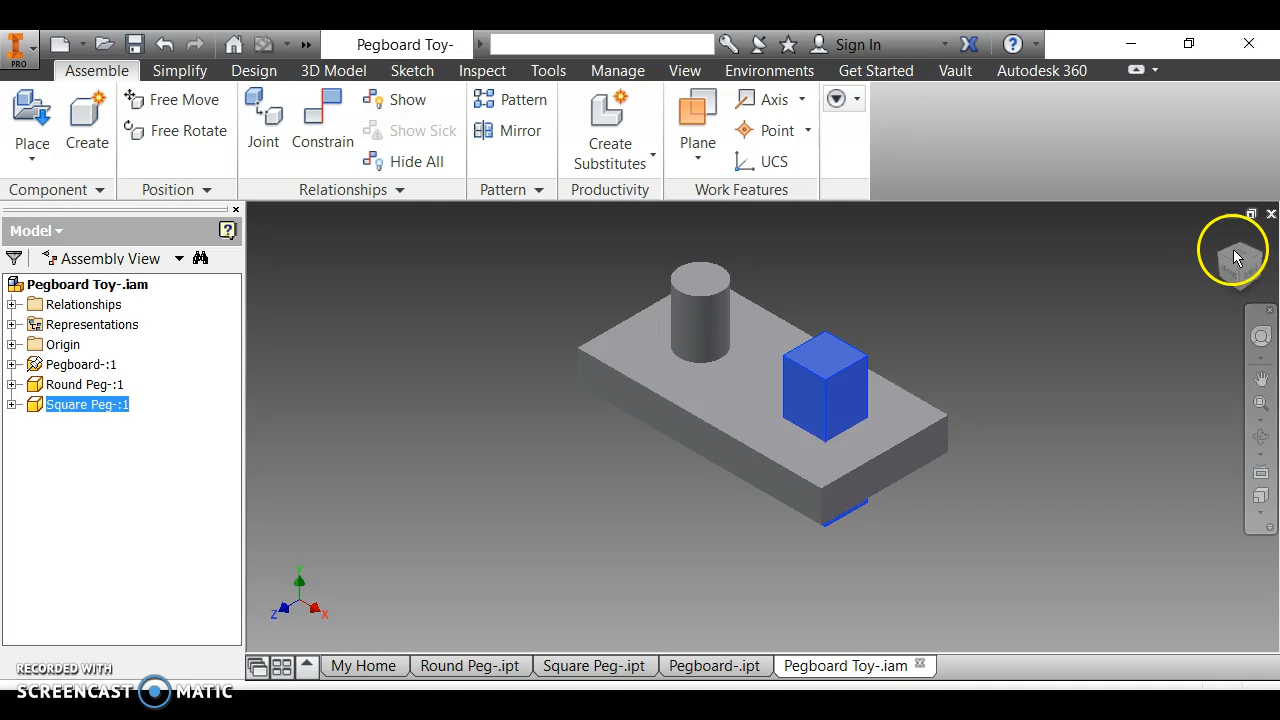 PRO
Pegboard Toy-
Sign In
Assemble Simplify Design 3D Model Sketch Inspect Tools Manage View Environments Get Started Vault Autodesk 360
Place
Create
Free Move
Free Rotate
Joint
Constrain
Show
Show Sick
Hide All
Pattern
Mirror
Create
Substitutes
Plane
Axis
Point
UCS
Component Position Relationships Pattern Productivity Work Features
Model
Assembly View
Pegboard Toy-.iam
Relationships
Representations
Origin
Pegboard-:1
Round Peg-:1
Square Peg-:1
Y
Z
X
My Home Round Peg-.ipt Square Peg-.ipt Pegboard-.ipt Pegboard Toy-.iam
RECORDED WITH
SCREENCAST MATIC